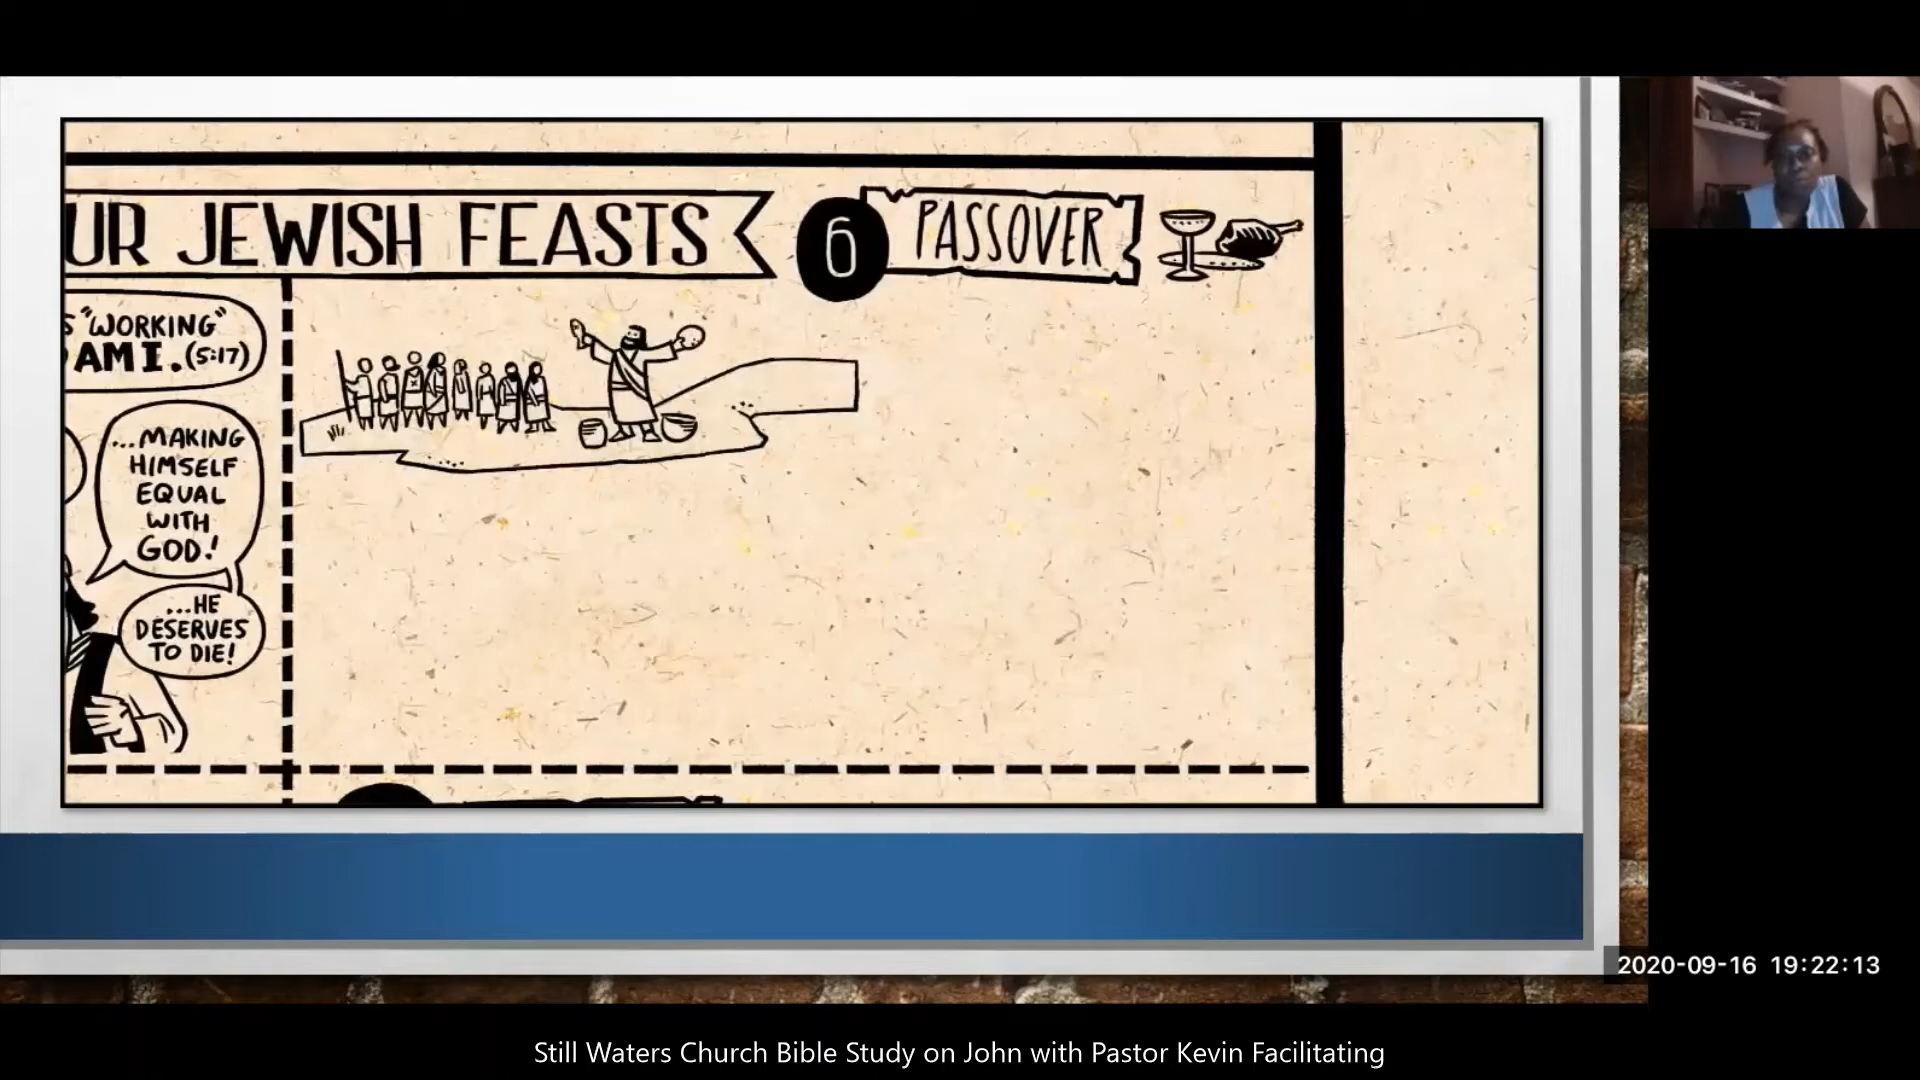 UR JEWISH FEASTS
6 PASSOVER
"WORKING"
AM I. (5:17)
...MAKING
HIMSELF
EQUAL
WITH
GOD!
...HE
DESERVES
TO DIE!
2020-09-16 19:22:13
Still Waters Church Bible Study on John with Pastor Kevin Facilitating